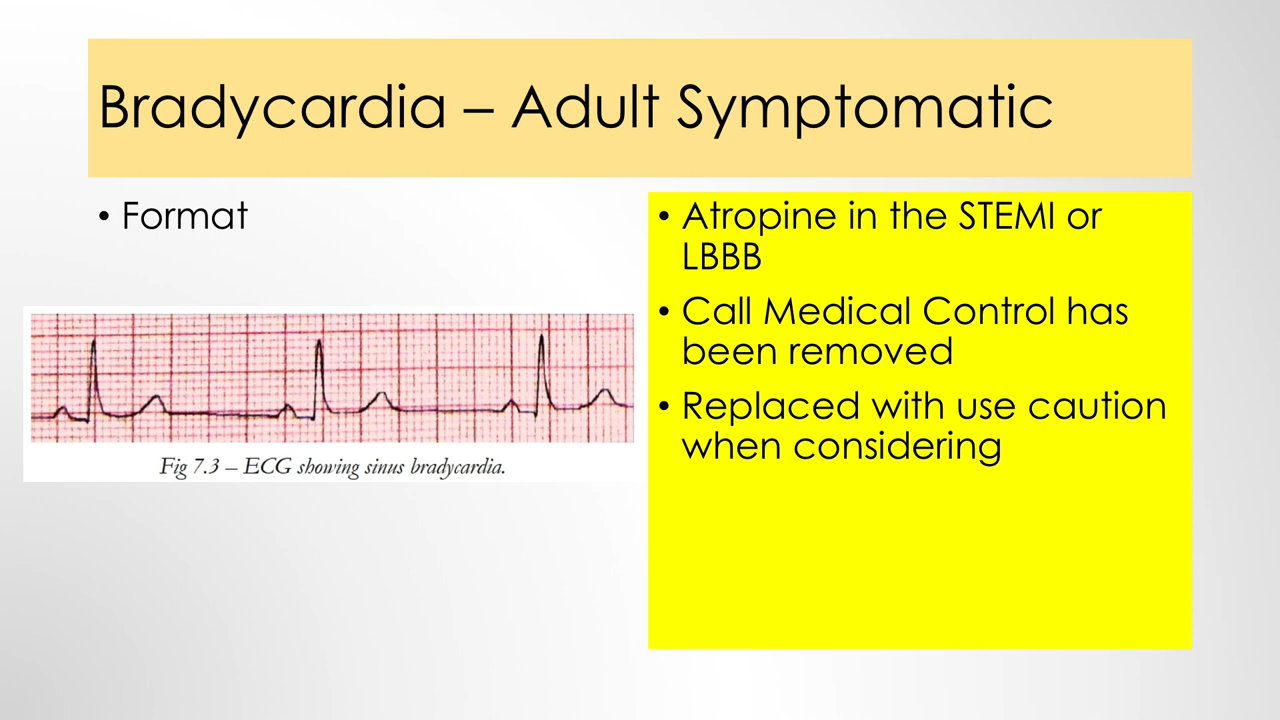 Bradycardia – Adult Symptomatic
• Format
Fig 7.3 – ECG showing sinus bradycardia.
• Atropine in the STEMI or
LBBB
• Call Medical Control has
been removed
• Replaced with use caution
when considering